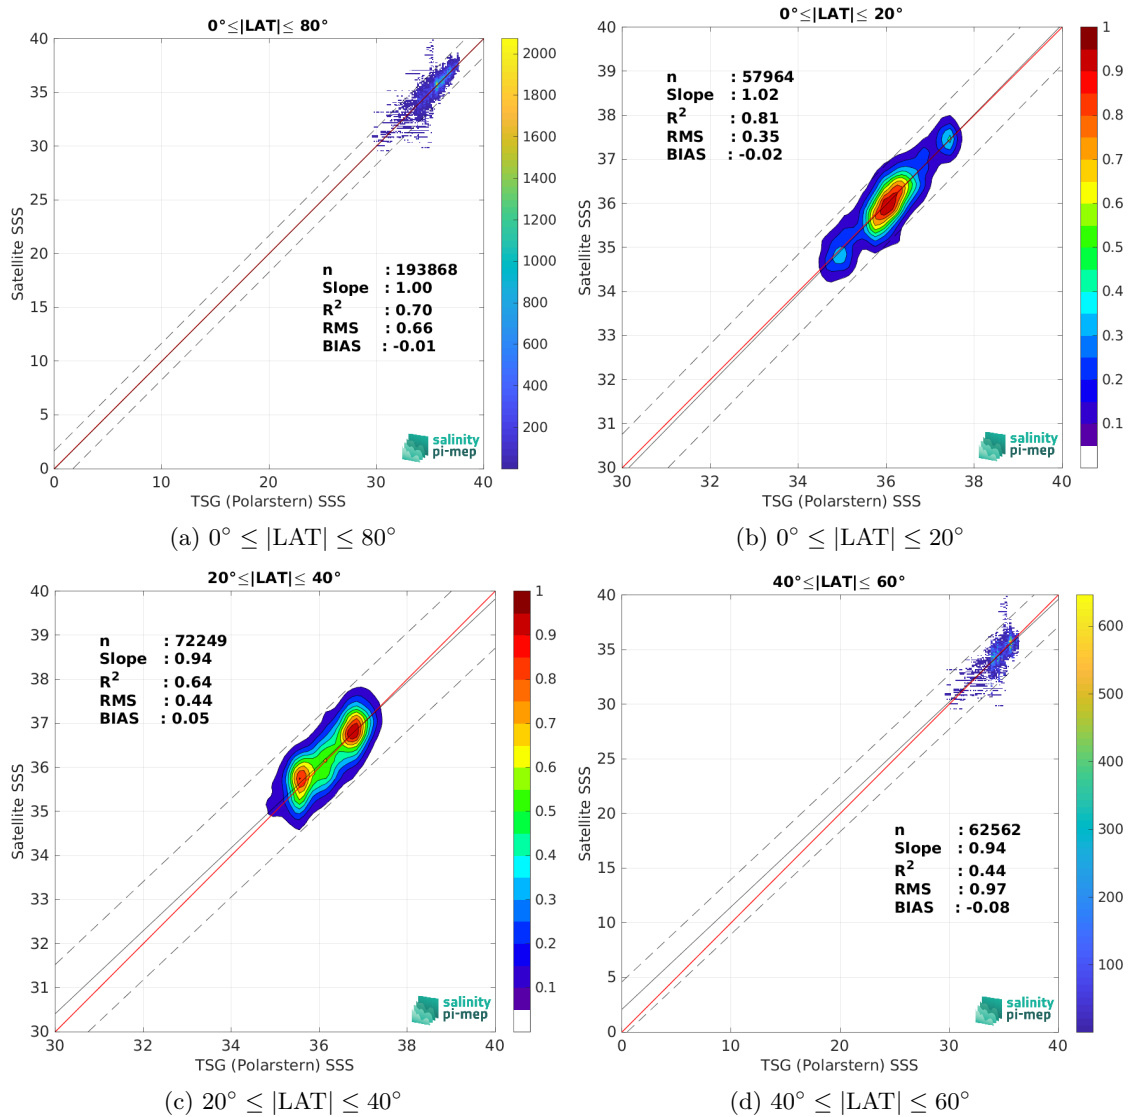 0°≤|LAT|≤ 80°
Satellite SSS
40
35
30
25
20
15
10
5
0
n : 193868
Slope : 1.00
R² : 0.70
RMS : 0.66
BIAS : -0.01
salinity
pi-mep
0 10 20 30 40
TSG (Polarstern) SSS
2000
1800
1600
1400
1200
1000
800
600
400
200
(a) 0° ≤ |LAT| ≤ 80°
0°≤|LAT|≤ 20°
Satellite SSS
40
39
38
37
36
35
34
33
32
31
30
n : 57964
Slope : 1.02
R² : 0.81
RMS : 0.35
BIAS : -0.02
salinity
pi-mep
30 32 34 36 38 40
TSG (Polarstern) SSS
1
0.9
0.8
0.7
0.6
0.5
0.4
0.3
0.2
0.1
(b) 0° ≤ |LAT| ≤ 20°
20°≤|LAT|≤ 40°
Satellite SSS
40
39
38
37
36
35
34
33
32
31
30
n : 72249
Slope : 0.94
R² : 0.64
RMS : 0.44
BIAS : 0.05
salinity
pi-mep
30 32 34 36 38 40
TSG (Polarstern) SSS
1
0.9
0.8
0.7
0.6
0.5
0.4
0.3
0.2
0.1
(c) 20° ≤ |LAT| ≤ 40°
40°≤|LAT|≤ 60°
Satellite SSS
40
35
30
25
20
15
10
5
0
n : 62562
Slope : 0.94
R² : 0.44
RMS : 0.97
BIAS : -0.08
salinity
pi-mep
0 10 20 30 40
TSG (Polarstern) SSS
600
500
400
300
200
100
(d) 40° ≤ |LAT| ≤ 60°